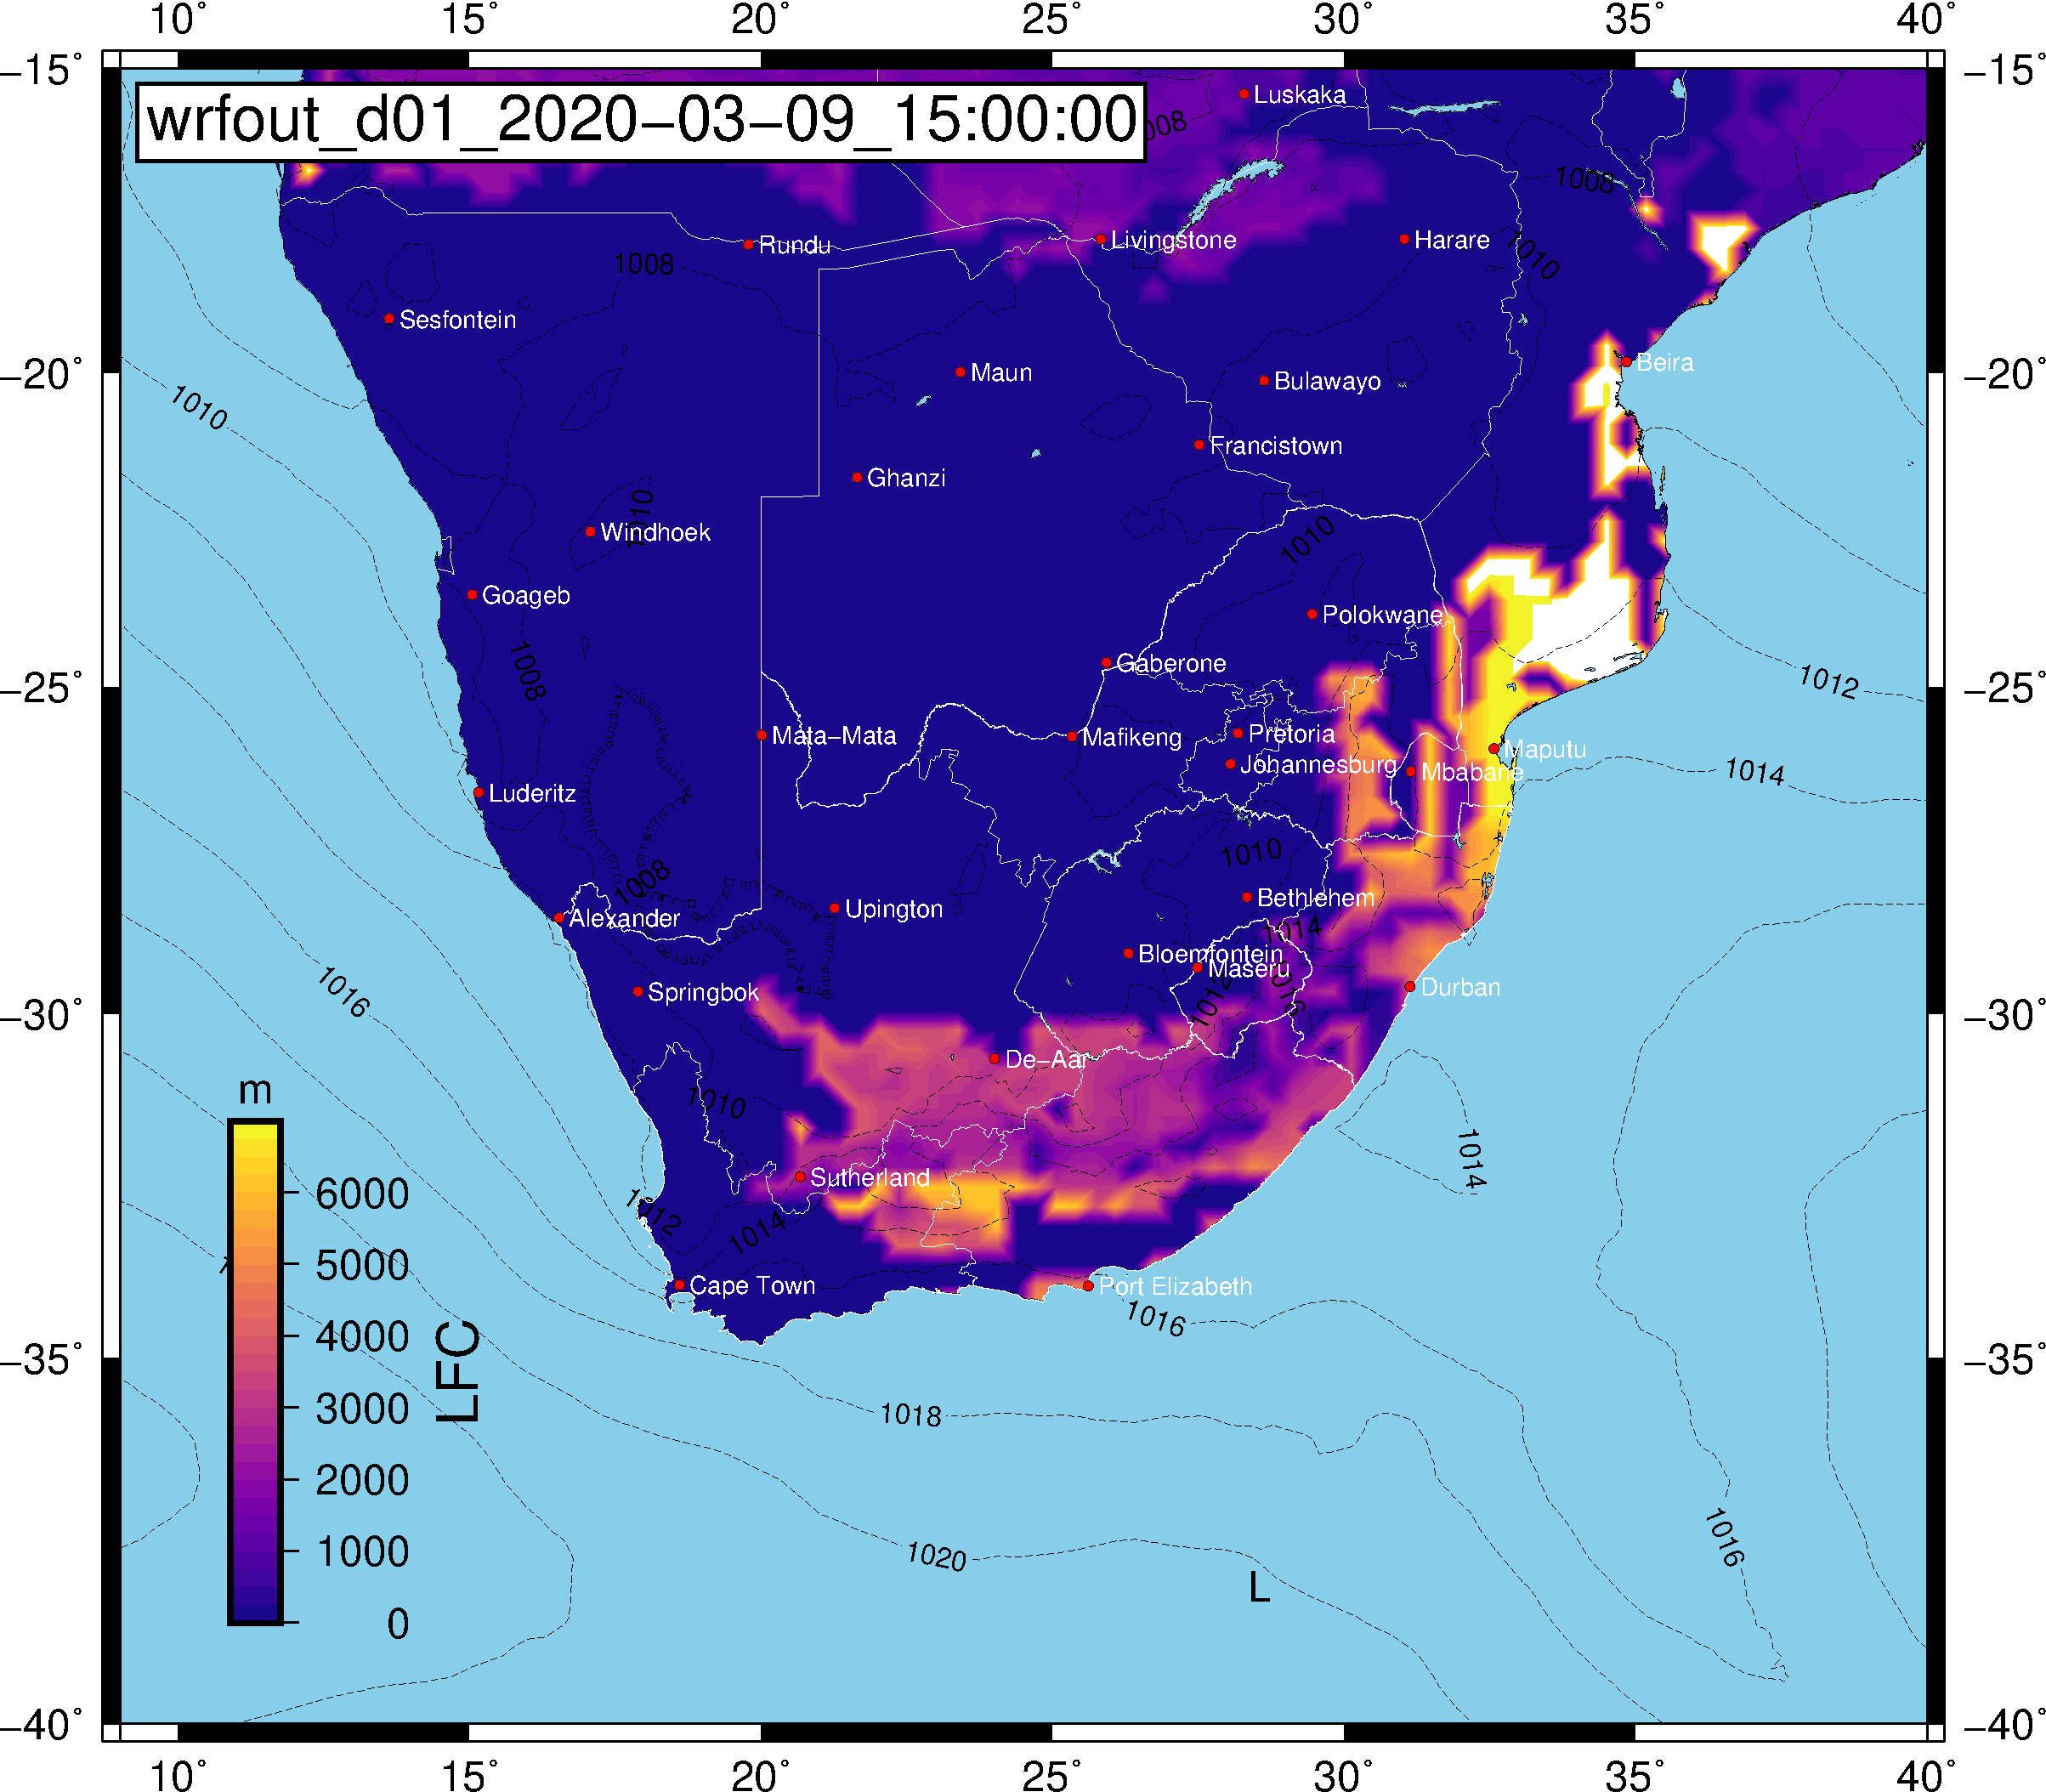 10° 15° 20° 25° 30° 35° 40°
−15° −15°
wrfout_d01_2020−03−09_15:00:00
Luskaka
008
1008
Rundu
Livingstone
Harare
1010
1008
Sesfontein
Beira
Maun
Bulawayo
−20° −20°
1010
Francistown
Ghanzi
1010
Windhoek
1010
Goageb
Polokwane
1008
Gaberone
1012
−25° −25°
Mata−Mata
Mafikeng
Pretoria
Maputu
Johannesburg
Mbabane
1014
Luderitz
1010
1008
Bethlehem
Upington
Alexander
1014
Bloemfontein
Maseru
1016
1012
Durban
1016
Springbok
−30° −30°
De−Aar
m
1010
1014
Sutherland
6000
1012
1014
5000
Cape Town
Port Elizabeth
1016
4000
LFC
−35° −35°
3000
1018
2000
1000
1020
1016
L
0
−40° −40°
10° 15° 20° 25° 30° 35° 40°